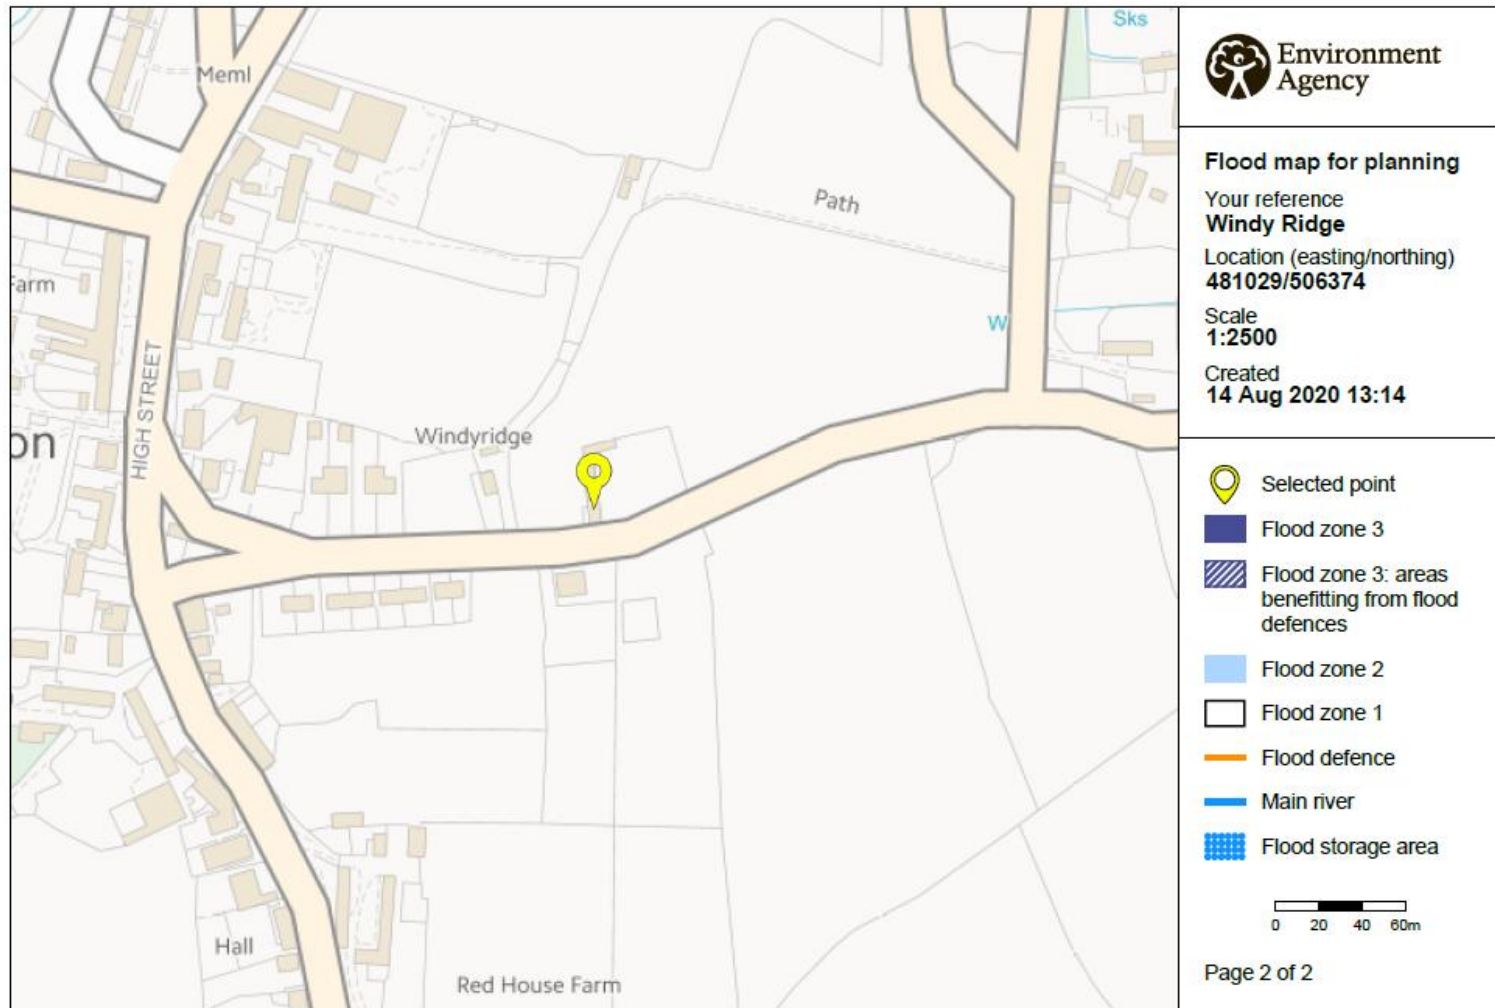 Sks
Meml
Path
arm
W
HIGH STREET
Windyridge
on
Hall
Red House Farm
Environment
Agency
Flood map for planning
Your reference
Windy Ridge
Location (easting/northing)
481029/506374
Scale
1:2500
Created
14 Aug 2020 13:14
Selected point
Flood zone 3
Flood zone 3: areas
benefitting from flood
defences
Flood zone 2
Flood zone 1
Flood defence
Main river
Flood storage area
0 20 40 60m
Page 2 of 2